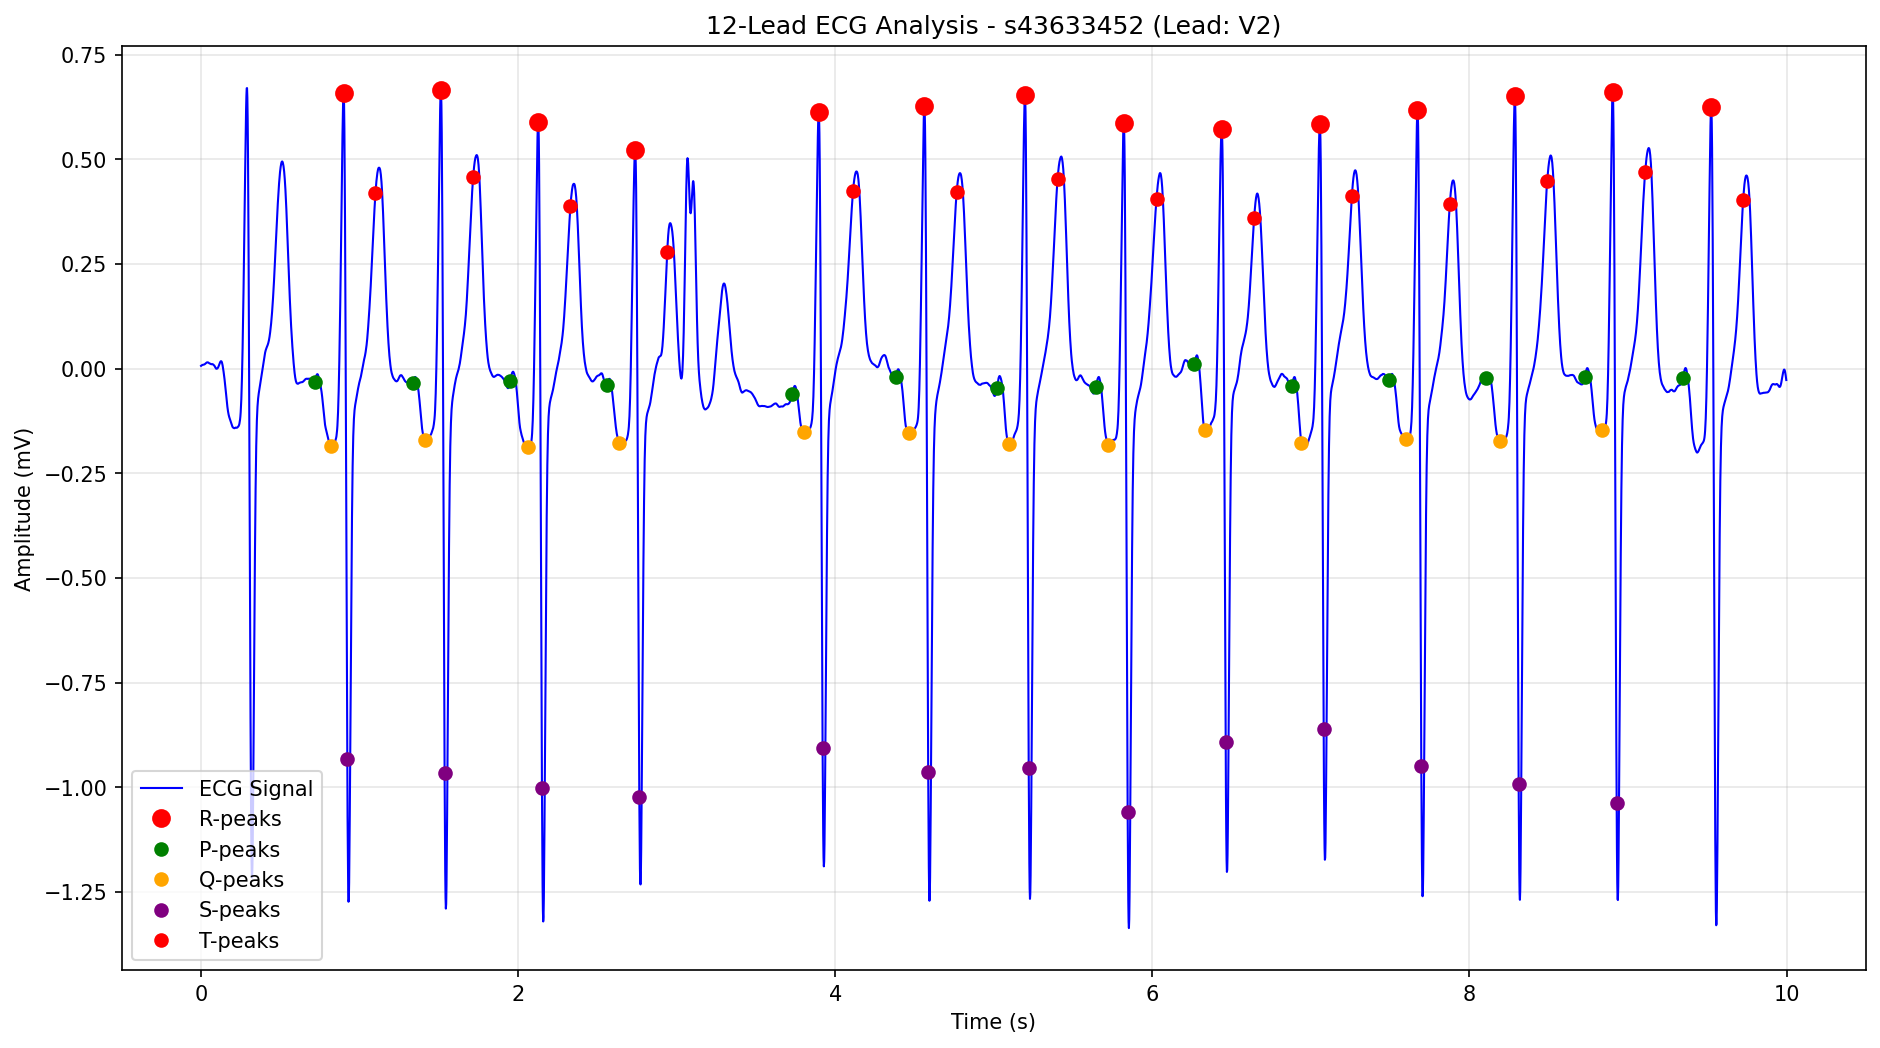 12-Lead ECG Analysis - s43633452 (Lead: V2)
0.75
0.50
0.25
0.00
−0.25
−0.50
−0.75
−1.00
−1.25
Amplitude (mV)
ECG Signal
R-peaks
P-peaks
Q-peaks
S-peaks
T-peaks
0 2 4 6 8 10
Time (s)